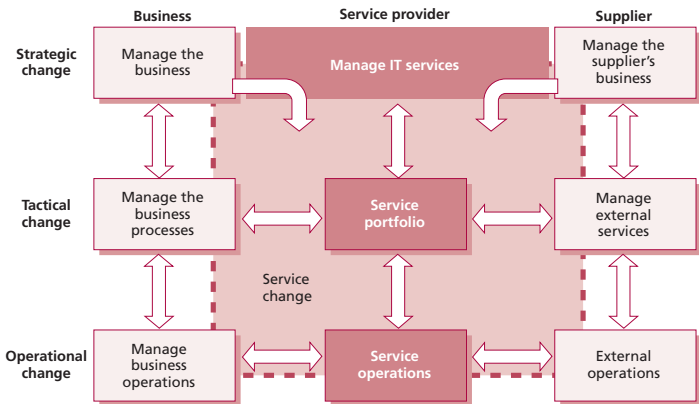 Business
Service provider
Supplier
Strategic
change
Manage the
business
Manage IT services
Manage the
supplier's
business
Tactical
change
Manage the
business
processes
Service
portfolio
Manage
external
services
Service
change
Operational
change
Manage
business
operations
Service
operations
External
operations